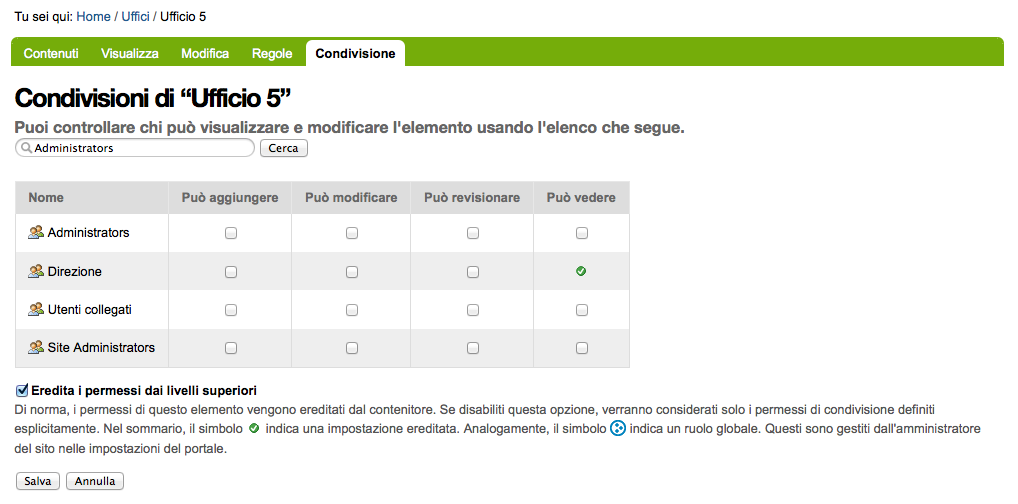 Tu sei qui: Home / Uffici / Ufficio 5
Contenuti Visualizza Modifica Regole Condivisione
Condivisioni di “Ufficio 5”
Puoi controllare chi può visualizzare e modificare l'elemento usando l'elenco che segue.
Administrators Cerca
Nome Può aggiungere Può modificare Può revisionare Può vedere
Administrators
Direzione
Utenti collegati
Site Administrators
Eredita i permessi dai livelli superiori
Di norma, i permessi di questo elemento vengono ereditati dal contenitore. Se disabiliti questa opzione, verranno considerati solo i permessi di condivisione definiti
esplicitamente. Nel sommario, il simbolo indica una impostazione ereditata. Analogamente, il simbolo indica un ruolo globale. Questi sono gestiti dall'amministratore
del sito nelle impostazioni del portale.
Salva Annulla